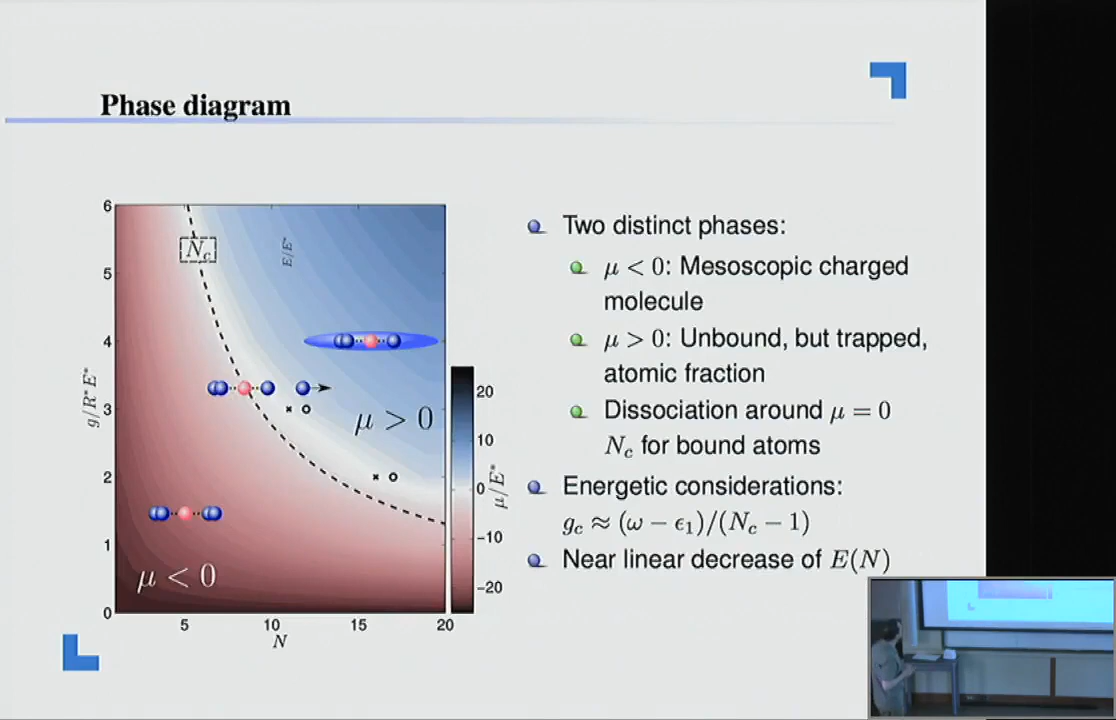 Phase diagram
6
5
4
3
2
1
0
g/R*E*
5
10
15
20
N
N_c
E/E*
μ > 0
μ < 0
20
10
0
−10
−20
μ/E*
Two distinct phases:
μ < 0: Mesoscopic charged
molecule
μ > 0: Unbound, but trapped,
atomic fraction
Dissociation around μ = 0
N_c for bound atoms
Energetic considerations:
g_c ≈ (ω − ϵ_1)/(N_c − 1)
Near linear decrease of E(N)